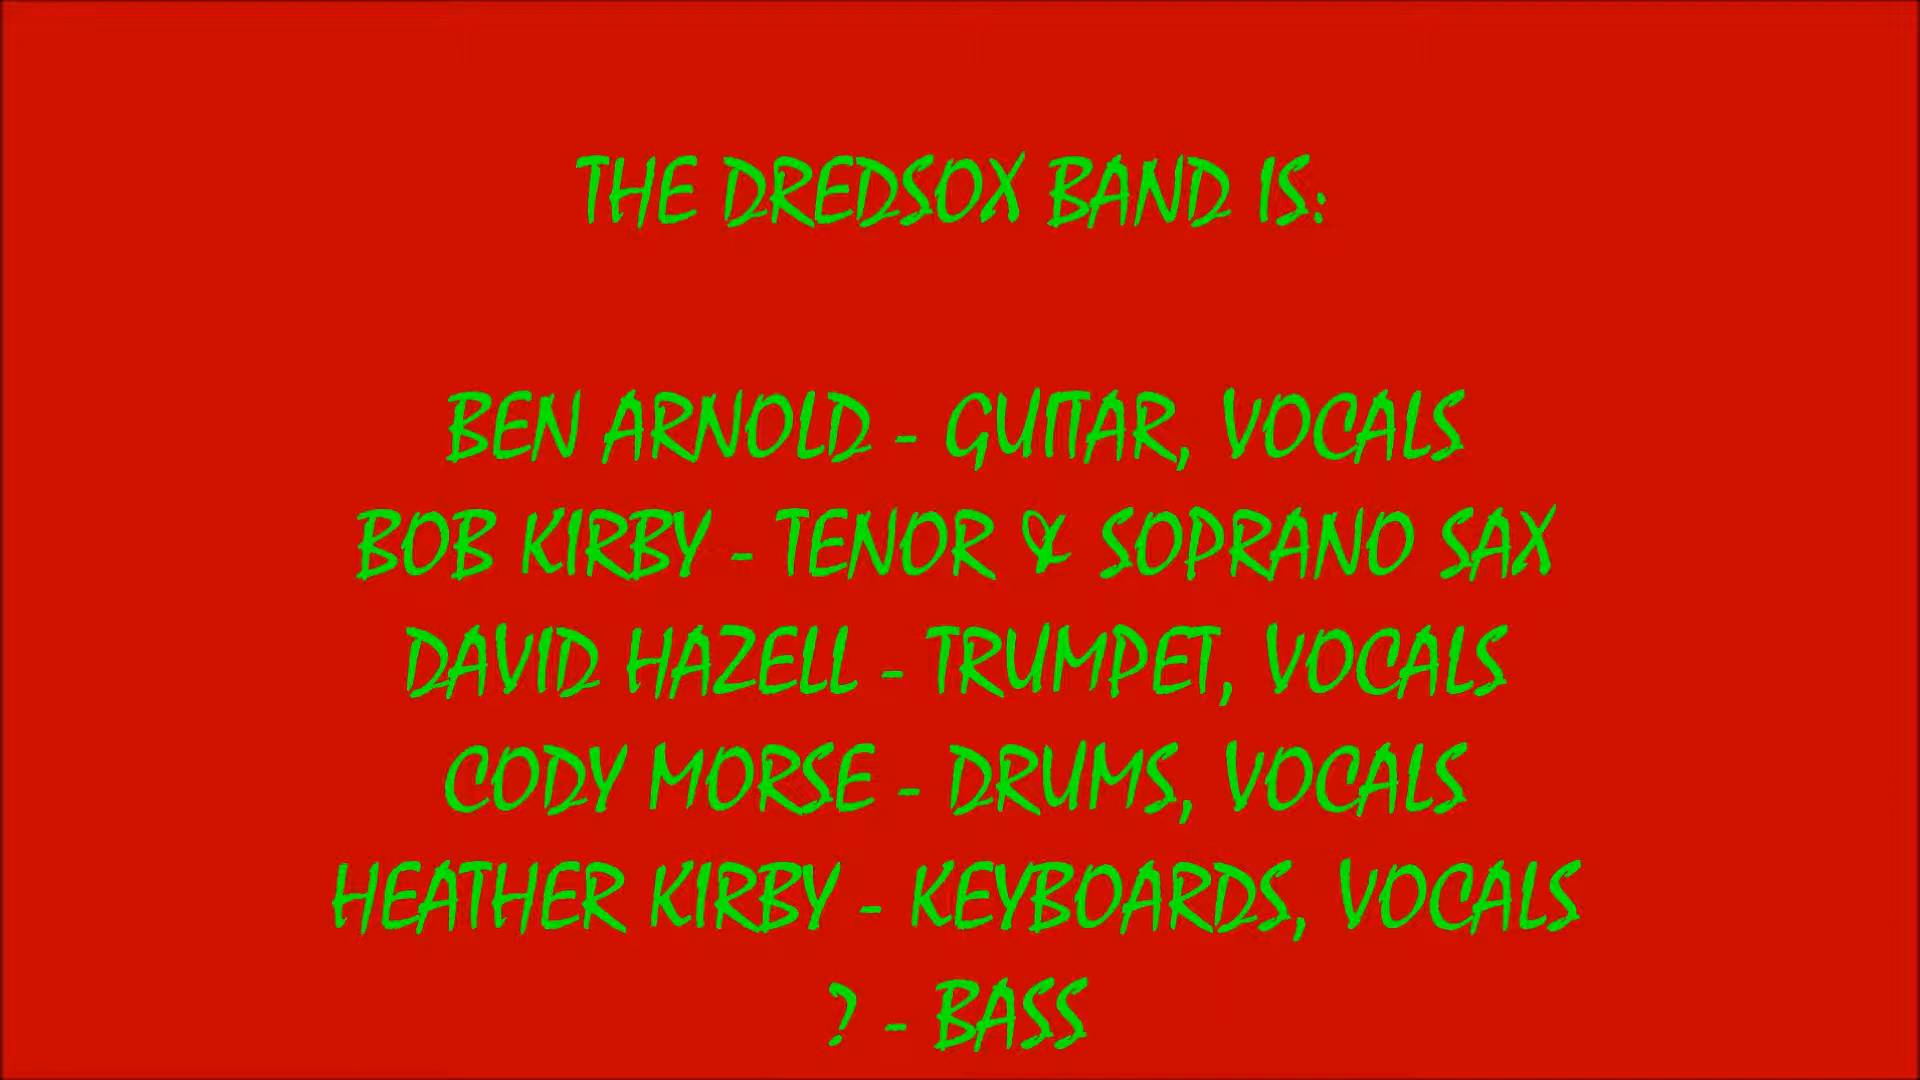 THE DREDSOX BAND IS:
BEN ARNOLD - GUITAR, VOCALS
BOB KIRBY - TENOR & SOPRANO SAX
DAVID HAZELL - TRUMPET, VOCALS
CODY MORSE - DRUMS, VOCALS
HEATHER KIRBY - KEYBOARDS, VOCALS
? - BASS